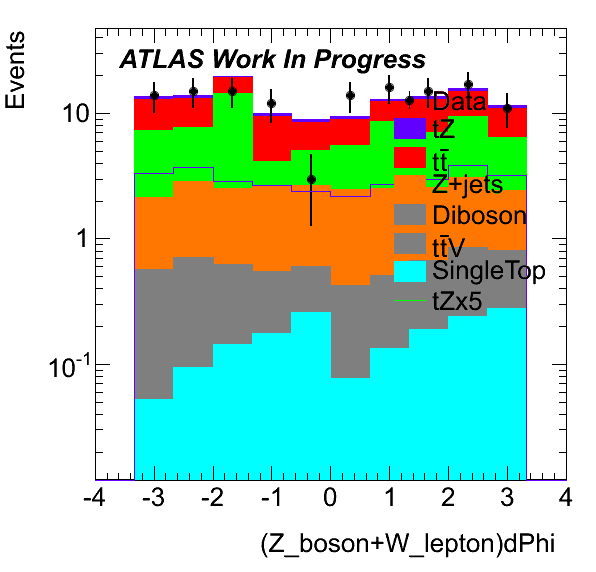 Events
ATLAS Work In Progress
10
1
10⁻¹
Data
tZ
tt̄
Z+jets
Diboson
tt̄V
SingleTop
tZx5
-4 -3 -2 -1 0 1 2 3 4
(Z_boson+W_lepton)dPhi